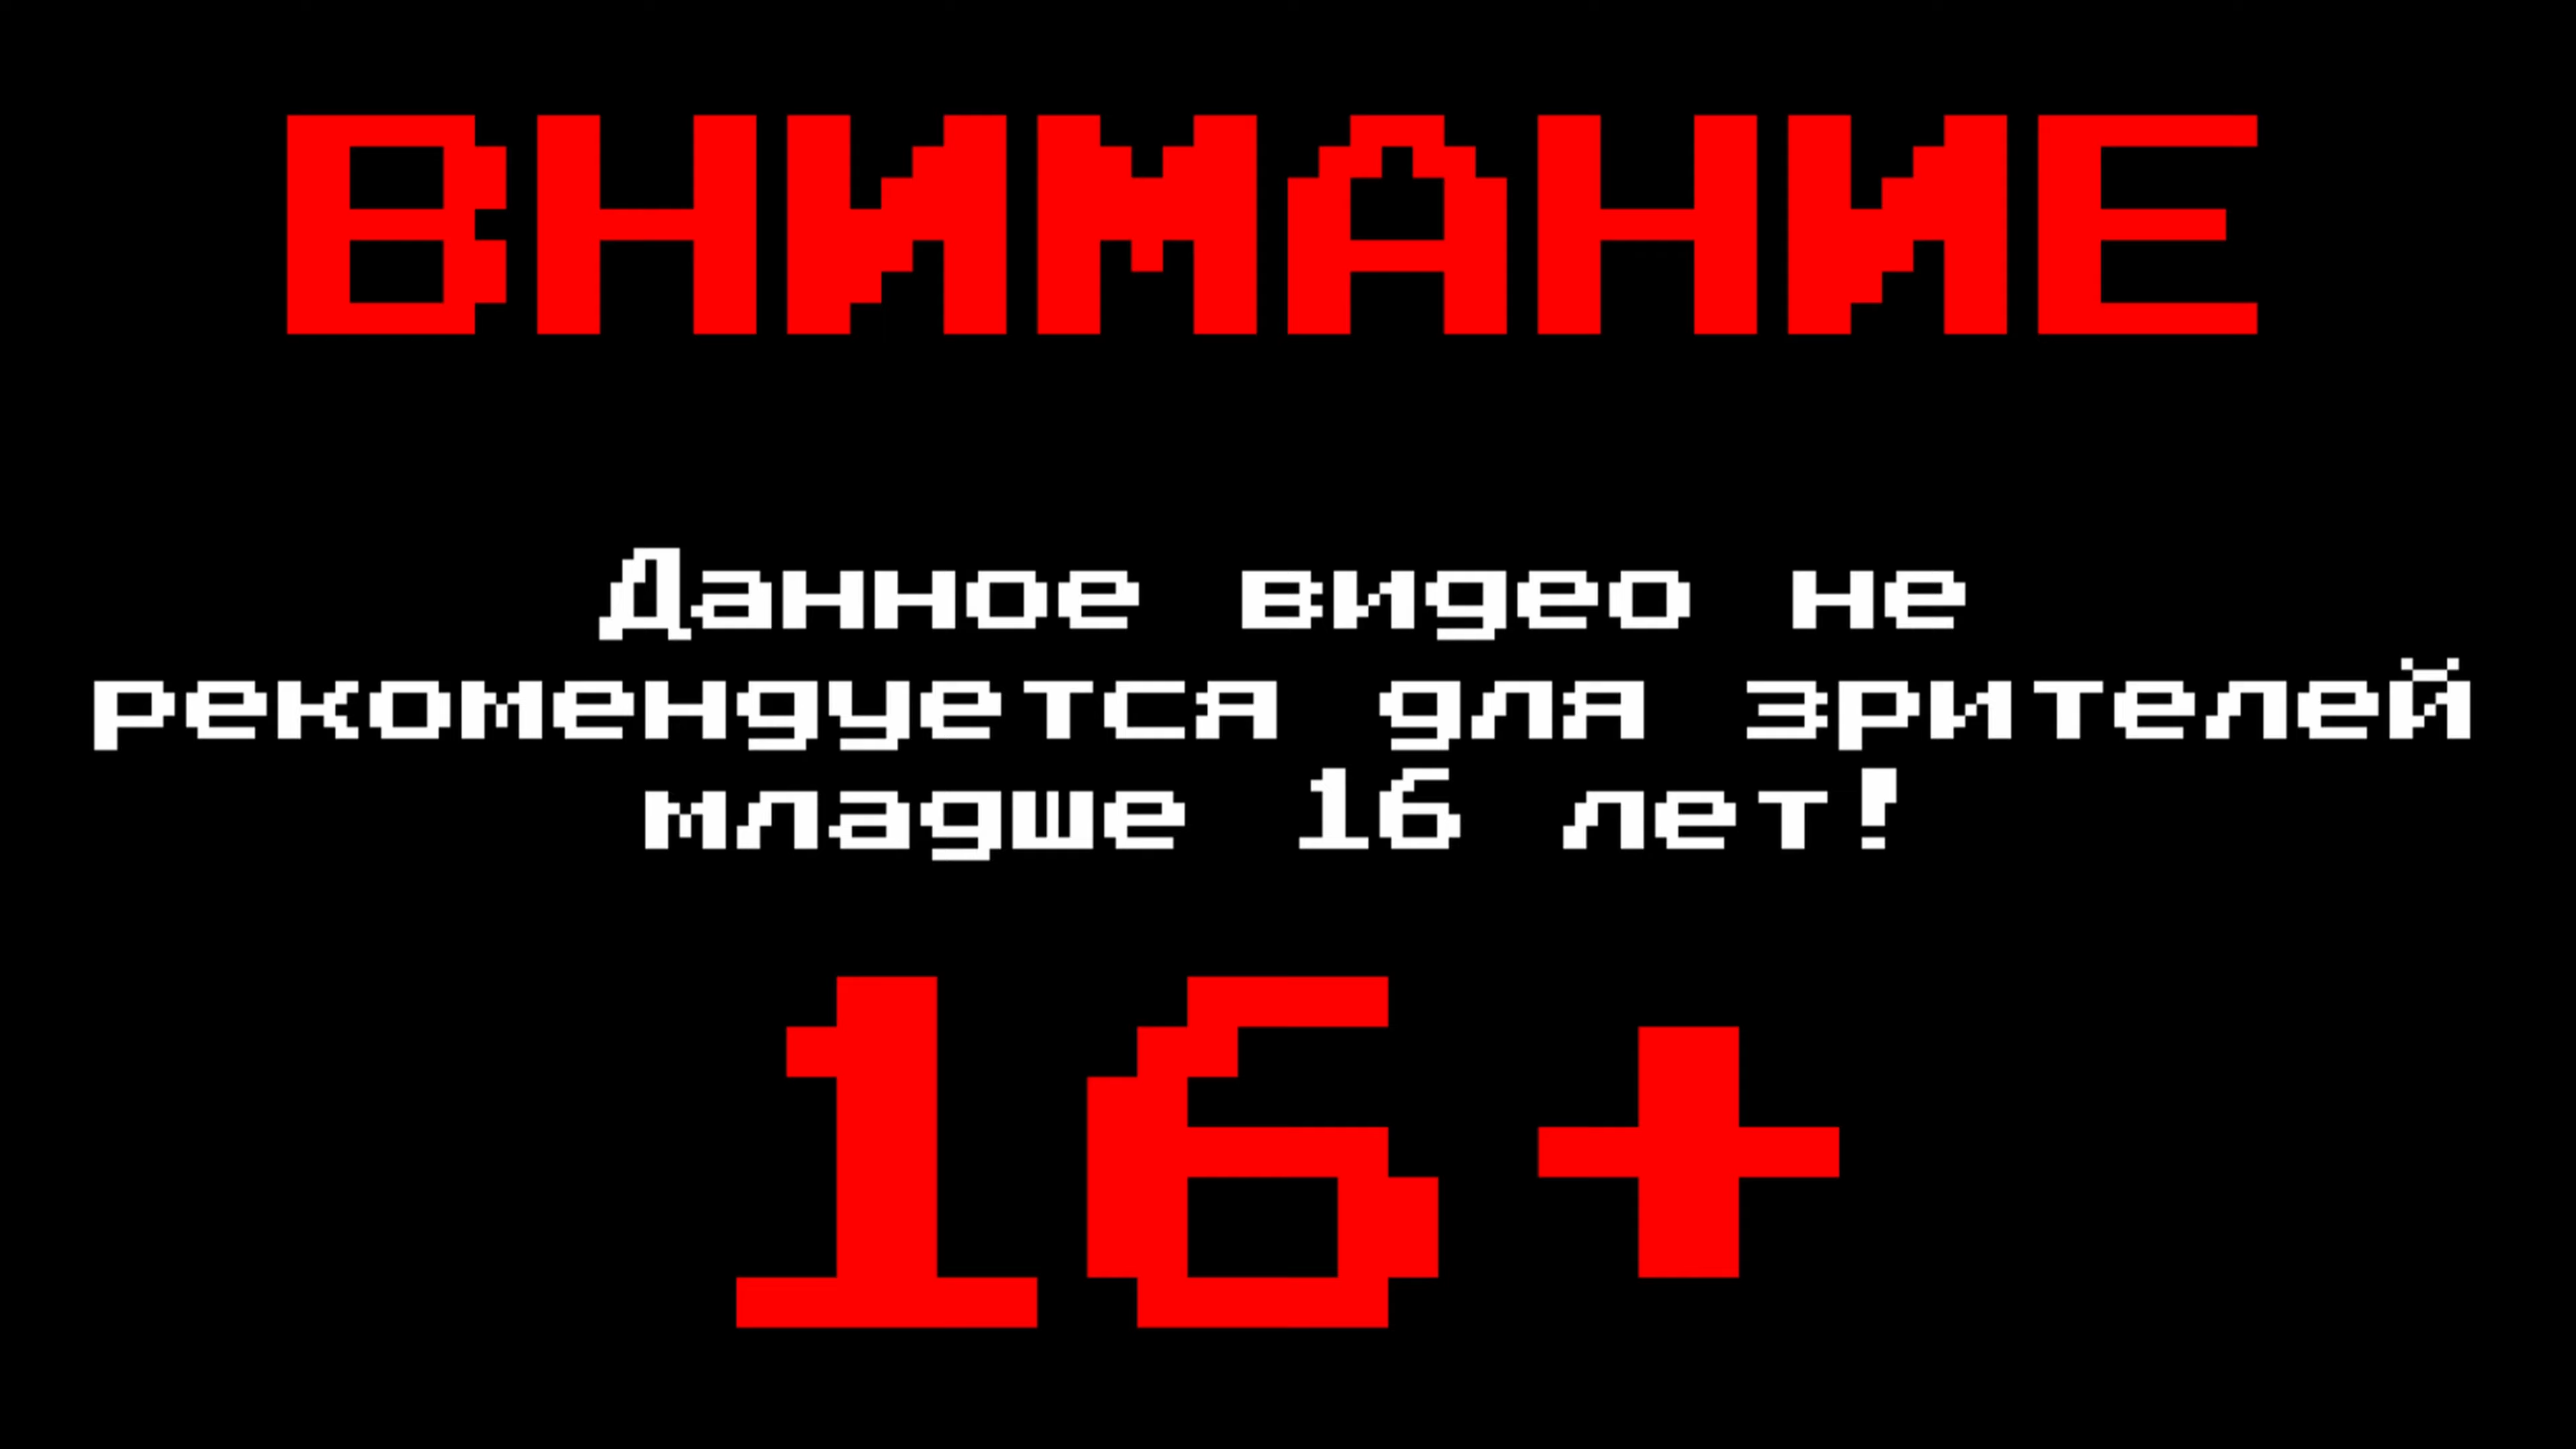 ВНИМАНИЕ
Данное видео не
рекомендуется для зрителей
младше 16 лет!
16+